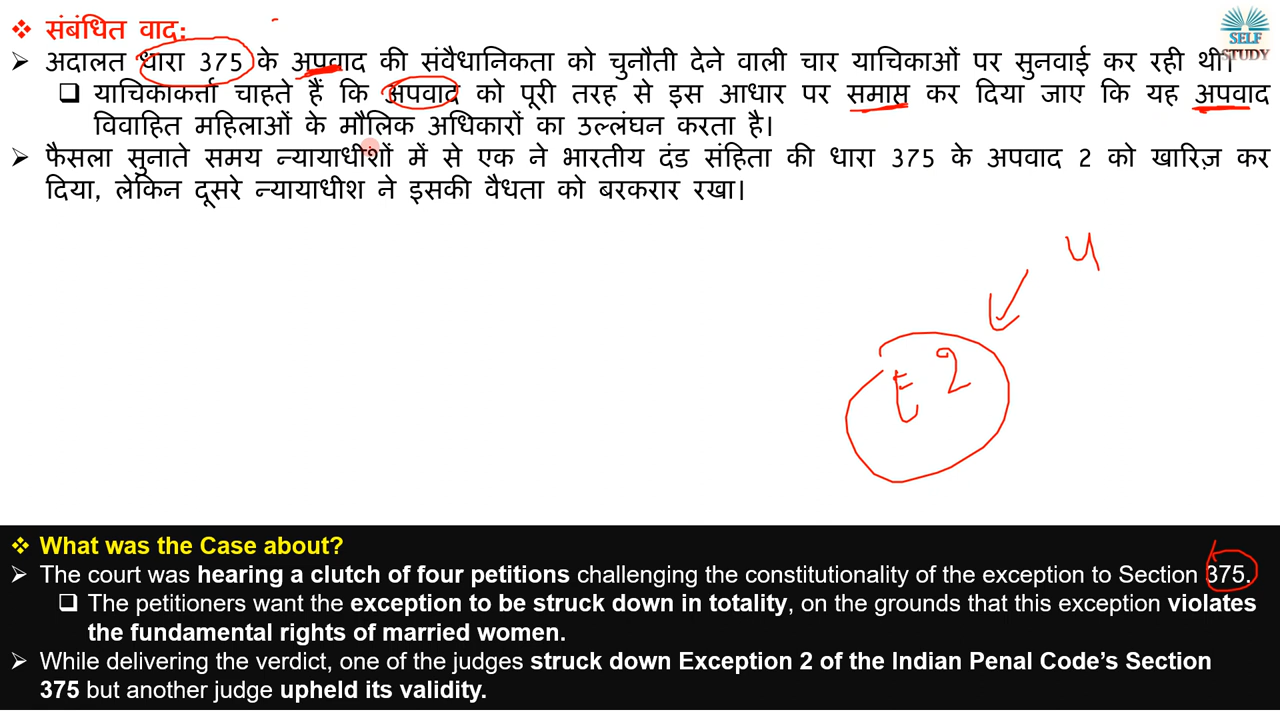 ❖ संबंधित वाद:
SELF
STUDY
➢ अदालत धारा 375 के अपवाद की संवैधानिकता को चुनौती देने वाली चार याचिकाओं पर सुनवाई कर रही थी।
❑ याचिकाकर्त्ता चाहते हैं कि अपवाद को पूरी तरह से इस आधार पर समाप्त कर दिया जाए कि यह अपवाद
विवाहित महिलाओं के मौलिक अधिकारों का उल्लंघन करता है।
➢ फैसला सुनाते समय न्यायाधीशों में से एक ने भारतीय दंड संहिता की धारा 375 के अपवाद 2 को खारिज़ कर
दिया, लेकिन दूसरे न्यायाधीश ने इसकी वैधता को बरकरार रखा।
4
E 2
❖ What was the Case about?
➢ The court was hearing a clutch of four petitions challenging the constitutionality of the exception to Section 375.
❑ The petitioners want the exception to be struck down in totality, on the grounds that this exception violates
the fundamental rights of married women.
➢ While delivering the verdict, one of the judges struck down Exception 2 of the Indian Penal Code’s Section
375 but another judge upheld its validity.